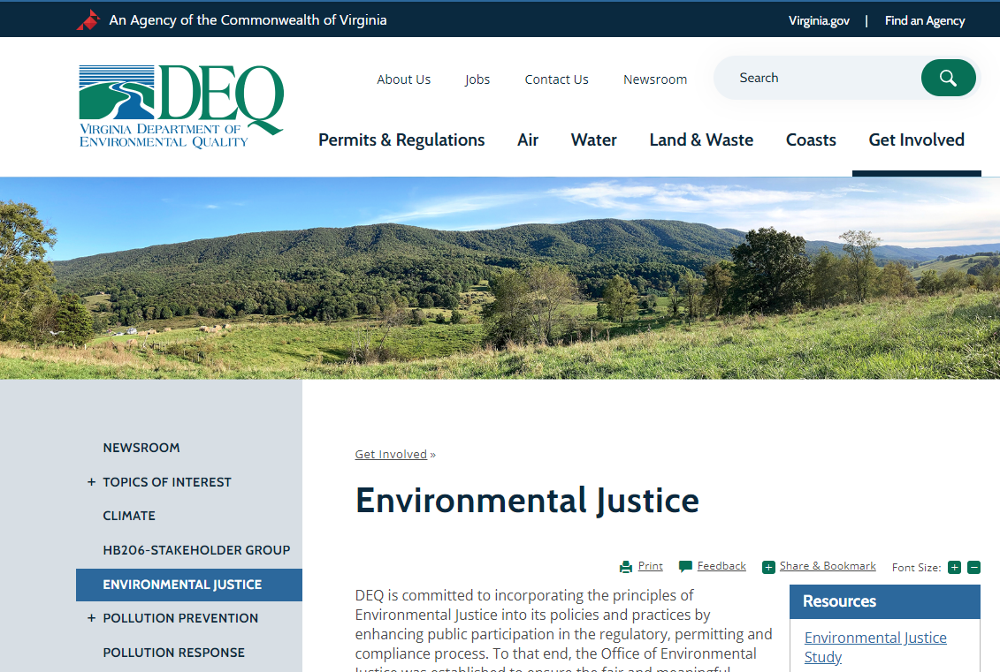 An Agency of the Commonwealth of Virginia
Virginia.gov | Find an Agency
DEQ
VIRGINIA DEPARTMENT OF
ENVIRONMENTAL QUALITY
About Us Jobs Contact Us Newsroom
Search
Permits & Regulations Air Water Land & Waste Coasts Get Involved
NEWSROOM
+ TOPICS OF INTEREST
CLIMATE
HB206-STAKEHOLDER GROUP
ENVIRONMENTAL JUSTICE
+ POLLUTION PREVENTION
POLLUTION RESPONSE
Get Involved »
Environmental Justice
Print Feedback + Share & Bookmark Font Size: + −
DEQ is committed to incorporating the principles of
Environmental Justice into its policies and practices by
enhancing public participation in the regulatory, permitting and
compliance process. To that end, the Office of Environmental
Justice was established to ensure the fair and meaningful
Resources
Environmental Justice
Study